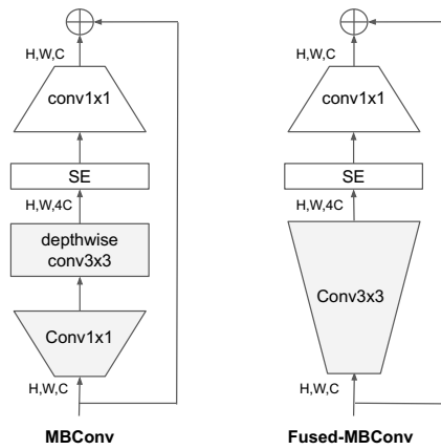 H,W,C
conv1x1
SE
H,W,4C
depthwise
conv3x3
Conv1x1
H,W,C
MBConv
H,W,C
conv1x1
SE
H,W,4C
Conv3x3
H,W,C
Fused-MBConv